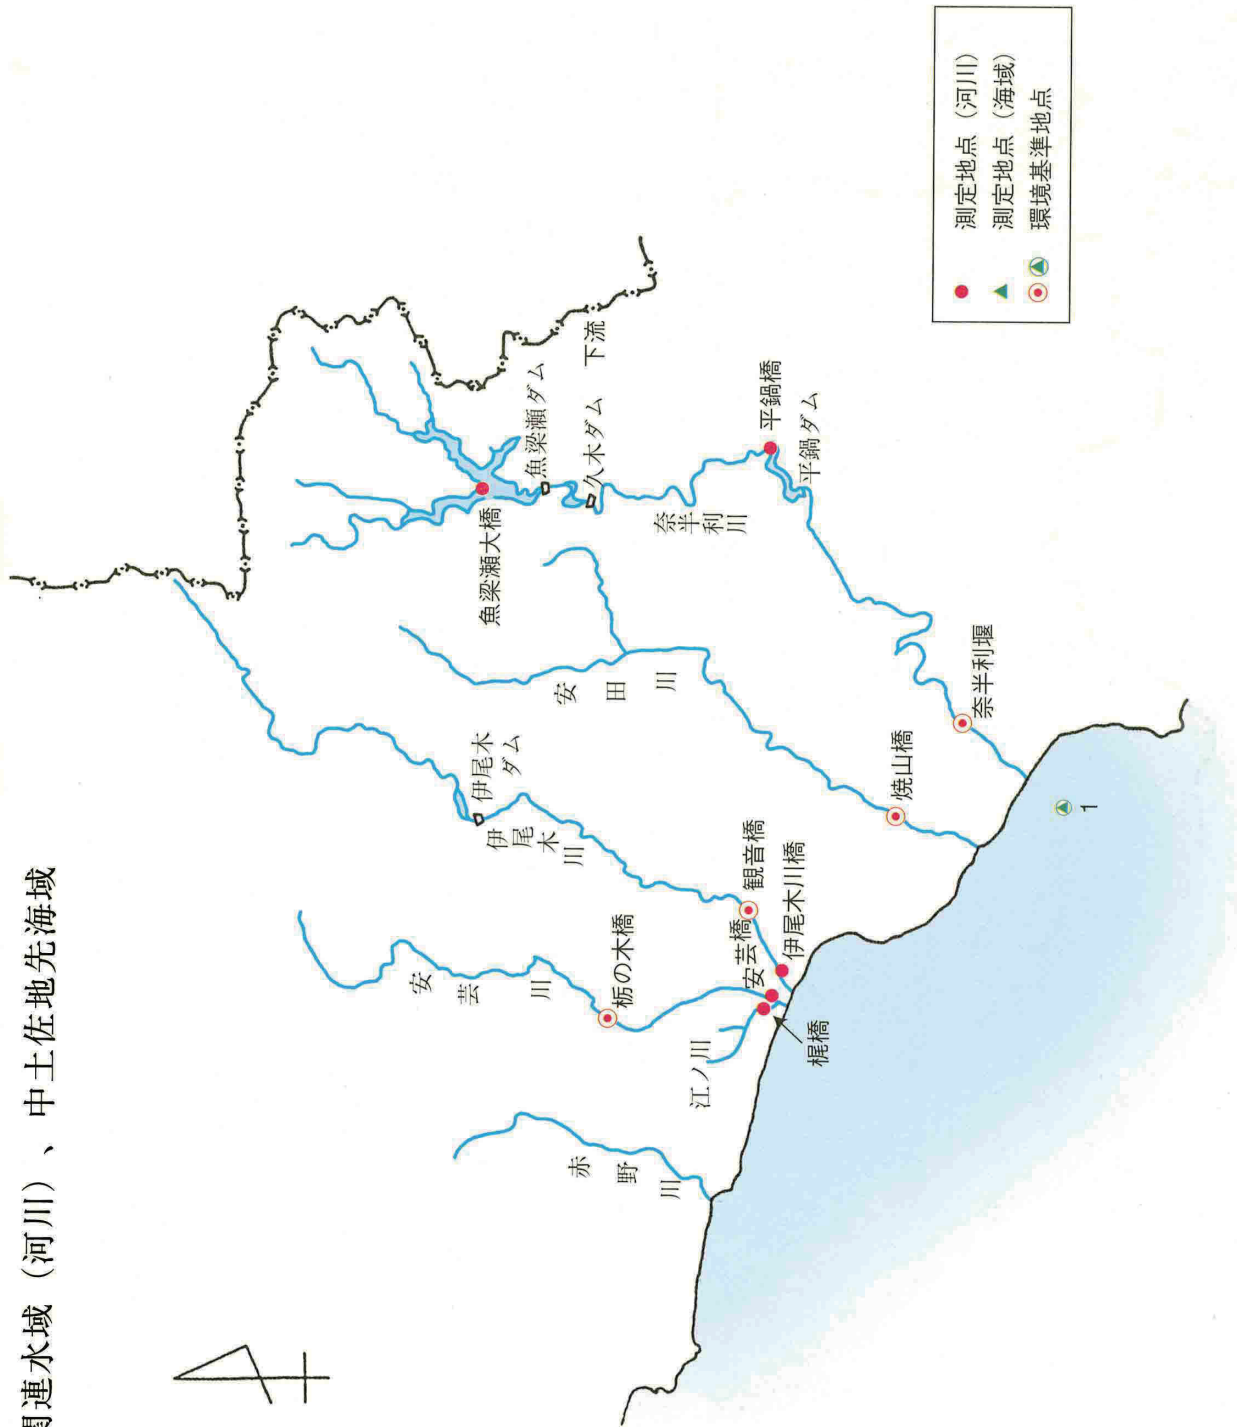 関連水域（河川）、中土佐地先海域
測定地点（河川）
測定地点（海域）
環境基準地点
魚梁瀬大橋
魚梁瀬ダム
久木ダム
下流
平鍋橋
平鍋ダム
奈半利川
奈半利堰
安田川
焼山橋
伊尾木
ダム
伊尾木川
観音橋
伊尾木川橋
安芸橋
安芸川
栃の木橋
江ノ川
梶橋
赤野川
1